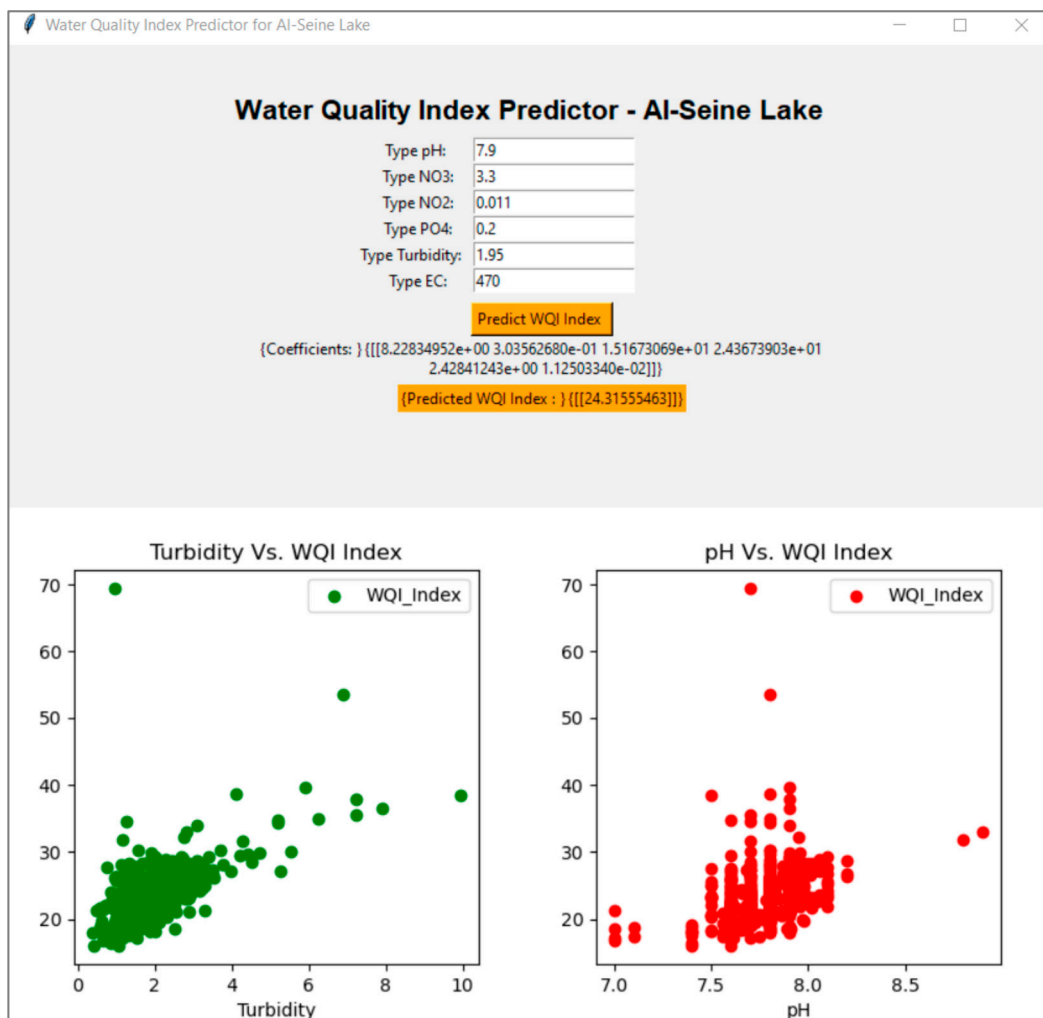 Water Quality Index Predictor for Al-Seine Lake
Water Quality Index Predictor - Al-Seine Lake
Type pH: 7.9
Type NO3: 3.3
Type NO2: 0.011
Type PO4: 0.2
Type Turbidity: 1.95
Type EC: 470
Predict WQI Index
{Coefficients: } {[[8.22834952e+00 3.03562680e-01 1.51673069e+01 2.43673903e+01
2.42841243e+00 1.12503340e-02]]}
{Predicted WQI Index : } {[[24.31555463]]}
Turbidity Vs. WQI Index
WQI_Index
70
60
50
40
30
20
0 2 4 6 8 10
Turbidity
pH Vs. WQI Index
WQI_Index
70
60
50
40
30
20
7.0 7.5 8.0 8.5
pH